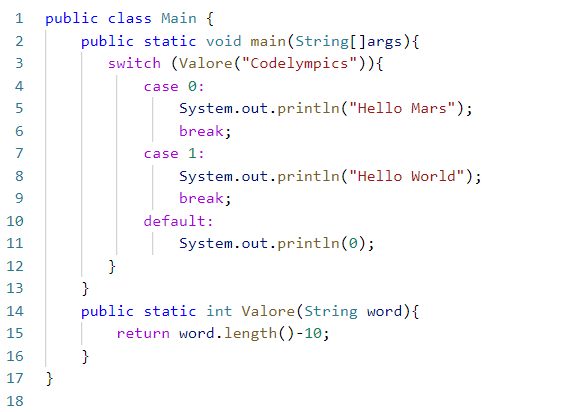 1 public class Main {
2 public static void main(String[]args){
3 switch (Valore("Codelympics")){
4 case 0:
5 System.out.println("Hello Mars");
6 break;
7 case 1:
8 System.out.println("Hello World");
9 break;
10 default:
11 System.out.println(0);
12 }
13 }
14 public static int Valore(String word){
15 return word.length()-10;
16 }
17 }
18